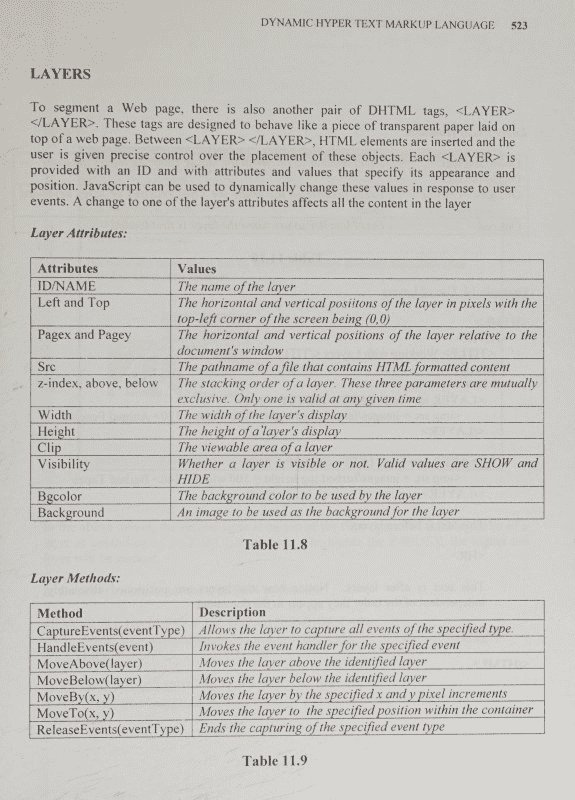 DYNAMIC HYPER TEXT MARKUP LANGUAGE 523
LAYERS
To segment a Web page, there is also another pair of DHTML tags, <LAYER>
</LAYER>. These tags are designed to behave like a piece of transparent paper laid on
top of a web page. Between <LAYER> </LAYER>, HTML elements are inserted and the
user is given precise control over the placement of these objects. Each <LAYER> is
provided with an ID and with attributes and values that specify its appearance and
position. JavaScript can be used to dynamically change these values in response to user
events. A change to one of the layer's attributes affects all the content in the layer
Layer Attributes:
Attributes Values
ID/NAME The name of the layer
Left and Top The horizontal and vertical posiitons of the layer in pixels with the
top-left corner of the screen being (0,0)
Pagex and Pagey The horizontal and vertical positions of the layer relative to the
document's window
Src The pathname of a file that contains HTML formatted content
z-index, above, below The stacking order of a layer. These three parameters are mutually
exclusive. Only one is valid at any given time
Width The width of the layer's display
Height The height of a layer's display
Clip The viewable area of a layer
Visibility Whether a layer is visible or not. Valid values are SHOW and
HIDE
Bgcolor The background color to be used by the layer
Background An image to be used as the background for the layer
Table 11.8
Layer Methods:
Method Description
CaptureEvents(eventType) Allows the layer to capture all events of the specified type.
HandleEvents(event) Invokes the event handler for the specified event
MoveAbove(layer) Moves the layer above the identified layer
MoveBelow(layer) Moves the layer below the identified layer
MoveBy(x, y) Moves the layer by the specified x and y pixel increments
MoveTo(x, y) Moves the layer to the specified position within the container
ReleaseEvents(eventType) Ends the capturing of the specified event type
Table 11.9